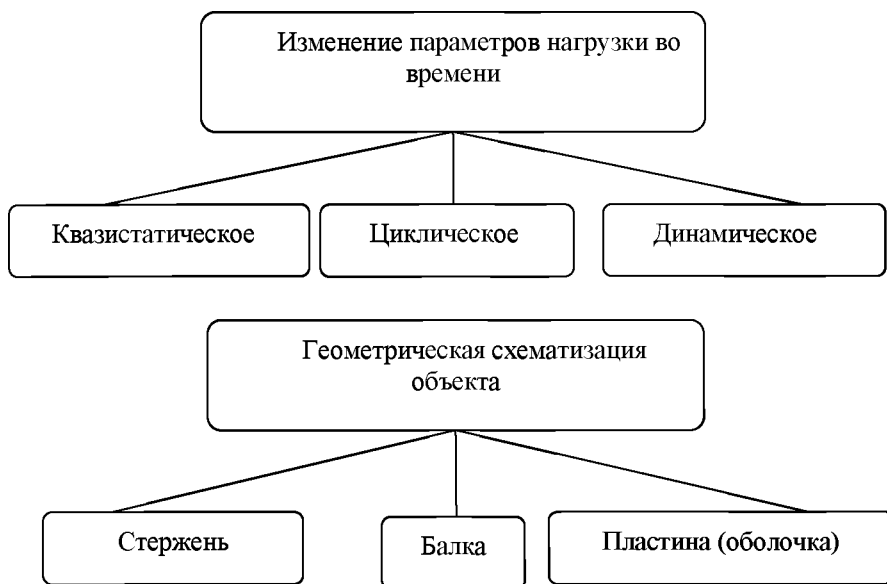 Изменение параметров нагрузки во
времени
Квазистатическое
Циклическое
Динамическое
Геометрическая схематизация
объекта
Стержень
Балка
Пластина (оболочка)